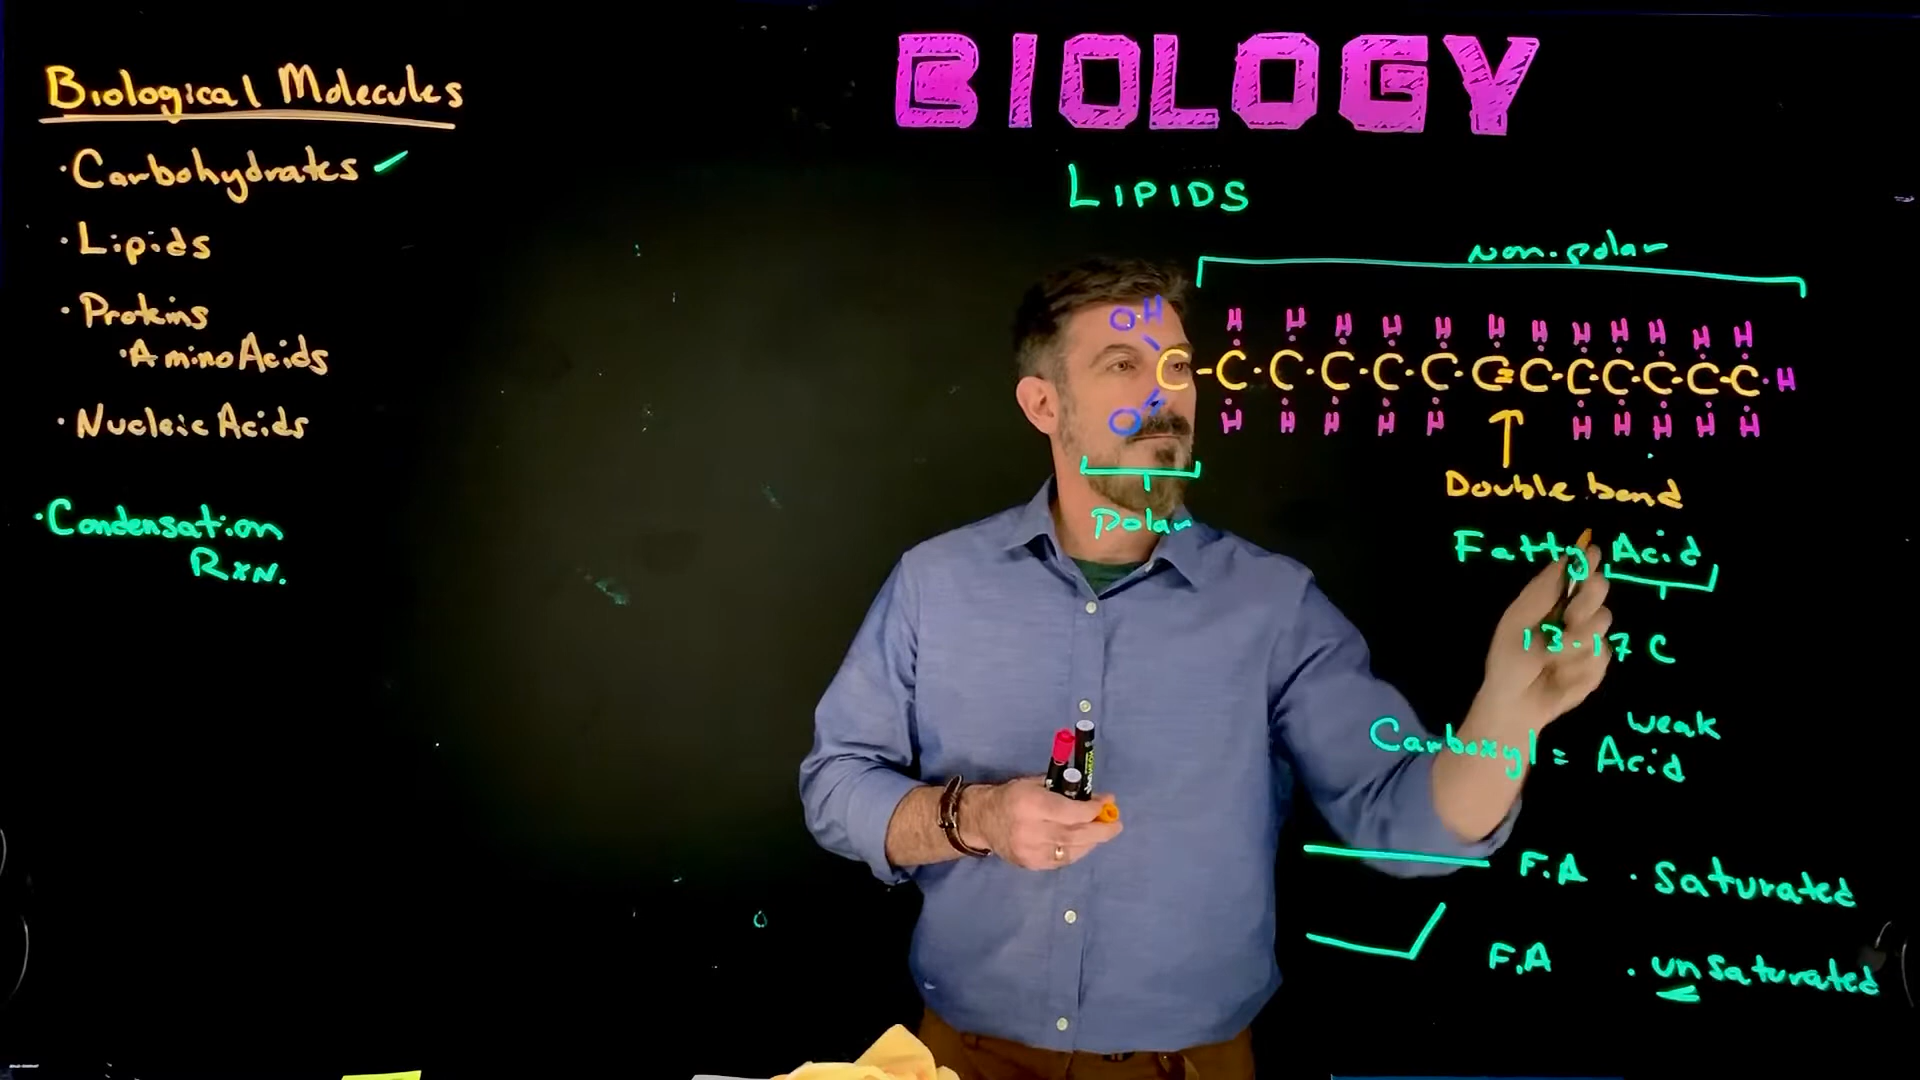 BIOLOGY
Biological Molecules
· Carbohydrates ✓
· Lipids
· Proteins
· Amino Acids
· Nucleic Acids
· Condensation
Rxn.
LIPIDS
Non-polar
OH H H H H H H H H H H H H
C-C·C·C·C·C·C=C·C·C·C·C·C·H
O H H H H H H H H H H
Polar
Double bond
Fatty Acid
13-17 C
weak
Carboxyl = Acid
F.A · Saturated
F.A · unsaturated